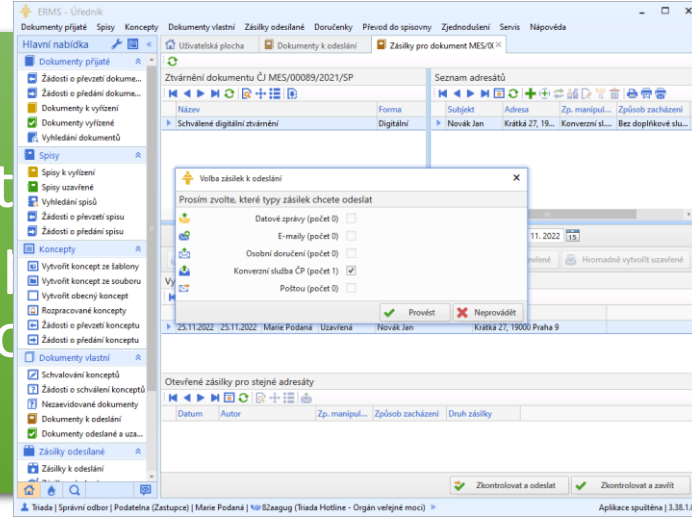 ERMS - Úředník
Dokumenty přijaté Spisy Koncepty Dokumenty vlastní Zásilky odesílané Doručenky Převod do spisovny Zjednodušení Servis Nápověda
Hlavní nabídka
Uživatelská plocha Dokumenty k odeslání Zásilky pro dokument MES/0(
Dokumenty přijaté
Žádosti o převzetí dokume...
Žádosti o předání dokume...
Dokumenty k vyřízení
Dokumenty vyřízené
Vyhledání dokumentů
Spisy
Spisy k vyřízení
Spisy uzavřené
Vyhledání spisů
Žádosti o převzetí spisu
Žádosti o předání spisu
Koncepty
Vytvořit koncept ze šablony
Vytvořit koncept ze souboru
Vytvořit obecný koncept
Rozpracované koncepty
Žádosti o převzetí konceptu
Žádosti o předání konceptu
Dokumenty vlastní
Schvalování konceptů
Žádosti o schválení konceptů
Nezaevidované dokumenty
Dokumenty k odeslání
Dokumenty odeslané a uza...
Zásilky odesílané
Zásilky k odeslání
Ztvárnění dokumentu ČJ MES/00089/2021/SP
Název Forma
Schválené digitální ztvárnění Digitální
Seznam adresátů
Subjekt Adresa Zp. manipul... Způsob zacházení
Novák Jan Krátká 27, 19... Konverzní sl... Bez doplňkové slu...
Volba zásilek k odeslání
Prosím zvolte, které typy zásilek chcete odeslat
Datové zprávy (počet 0)
E-maily (počet 0)
Osobní doručení (počet 0)
Konverzní služba ČP (počet 1)
Poštou (počet 0)
Provést Neprovádět
11. 2022 15
Hromadně vytvořit uzavřené
25.11.2022 25.11.2022 Marie Podaná Uzavřená Novák Jan Krátká 27, 19000 Praha 9
Otevřené zásilky pro stejné adresáty
Datum Autor Zp. manipul... Způsob zacházení Druh zásilky
Zkontrolovat a odeslat Zkontrolovat a zavřít
Triada | Správní odbor | Podatelna (Zastupce) | Marie Podaná | 82aagug (Triada Hotline - Orgán veřejné moci) Aplikace spuštěna | 3.38.1.